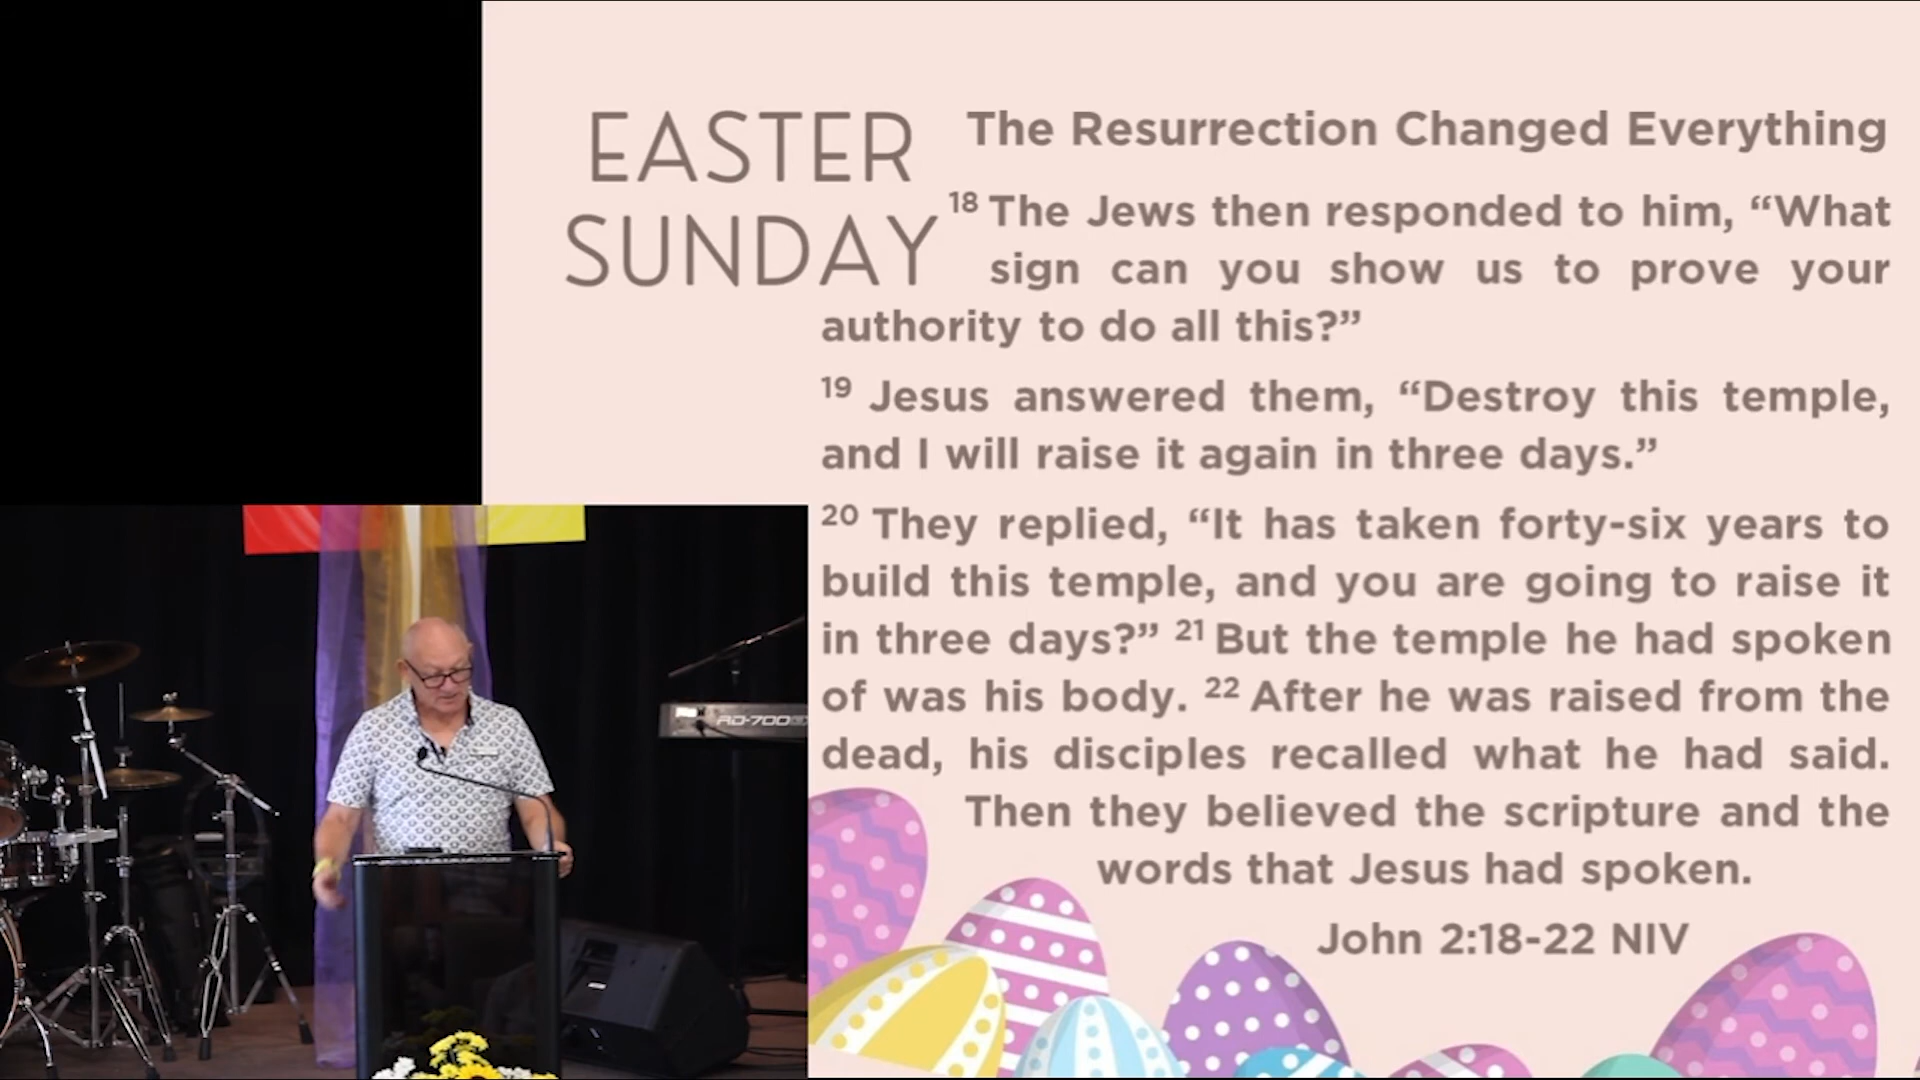 EASTER
SUNDAY
The Resurrection Changed Everything
18 The Jews then responded to him, “What
sign can you show us to prove your
authority to do all this?”
19 Jesus answered them, “Destroy this temple,
and I will raise it again in three days.”
20 They replied, “It has taken forty-six years to
build this temple, and you are going to raise it
in three days?” 21 But the temple he had spoken
of was his body. 22 After he was raised from the
dead, his disciples recalled what he had said.
Then they believed the scripture and the
words that Jesus had spoken.
John 2:18-22 NIV
RD-700